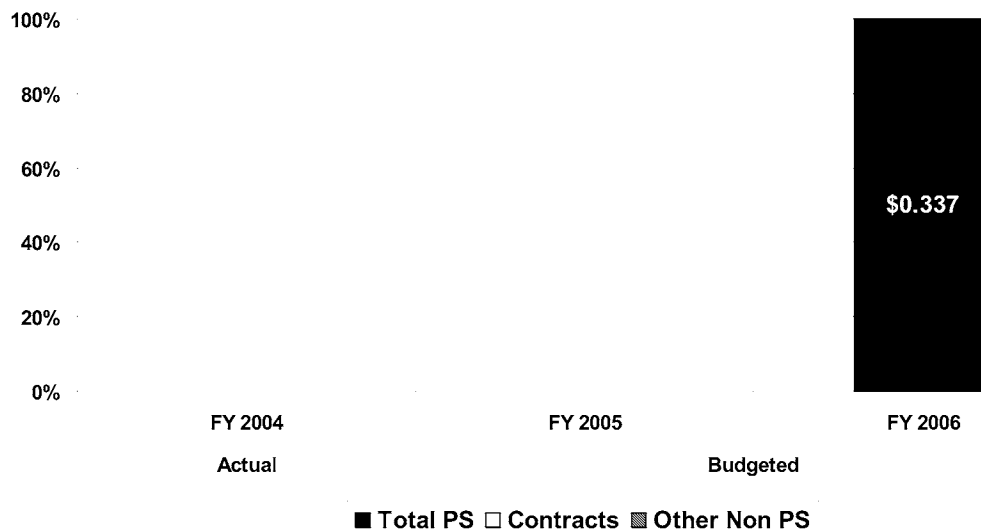 100%
80%
60%
$0.337
40%
20%
0%
FY 2004 FY 2005 FY 2006
Actual Budgeted
Total PS Contracts Other Non PS